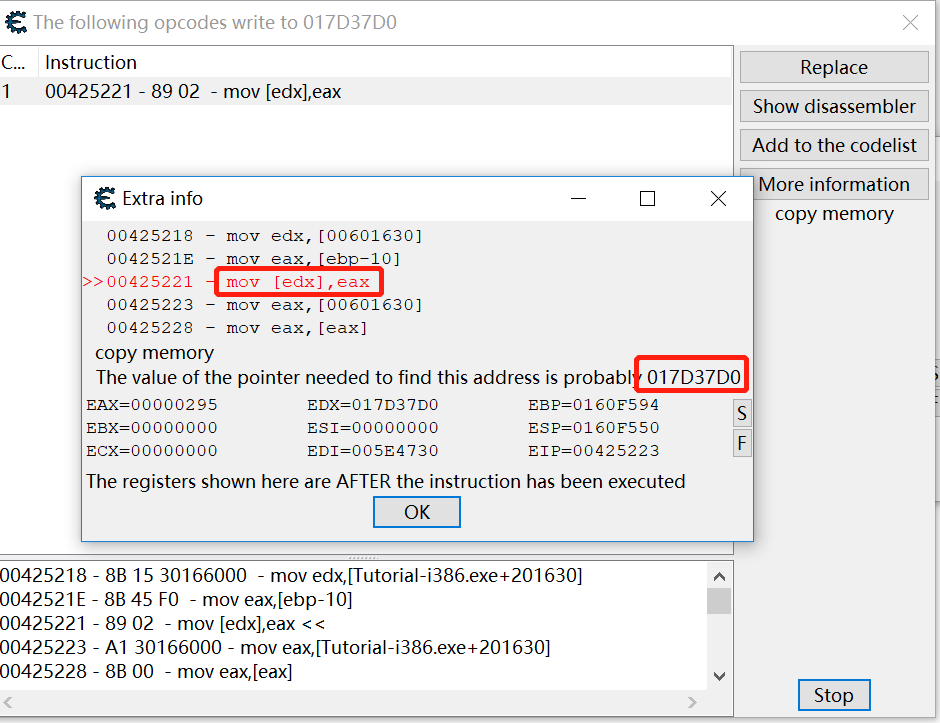 The following opcodes write to 017D37D0
C... Instruction
1 00425221 - 89 02 - mov [edx],eax
Replace
Show disassembler
Add to the codelist
More information
copy memory
Extra info
00425218 - mov edx,[00601630]
0042521E - mov eax,[ebp-10]
>>00425221 - mov [edx],eax
00425223 - mov eax,[00601630]
00425228 - mov eax,[eax]
copy memory
The value of the pointer needed to find this address is probably 017D37D0
EAX=00000295 EDX=017D37D0 EBP=0160F594
EBX=00000000 ESI=00000000 ESP=0160F550
ECX=00000000 EDI=005E4730 EIP=00425223
S
F
The registers shown here are AFTER the instruction has been executed
OK
00425218 - 8B 15 30166000 - mov edx,[Tutorial-i386.exe+201630]
0042521E - 8B 45 F0 - mov eax,[ebp-10]
00425221 - 89 02 - mov [edx],eax <<
00425223 - A1 30166000 - mov eax,[Tutorial-i386.exe+201630]
00425228 - 8B 00 - mov eax,[eax]
Stop